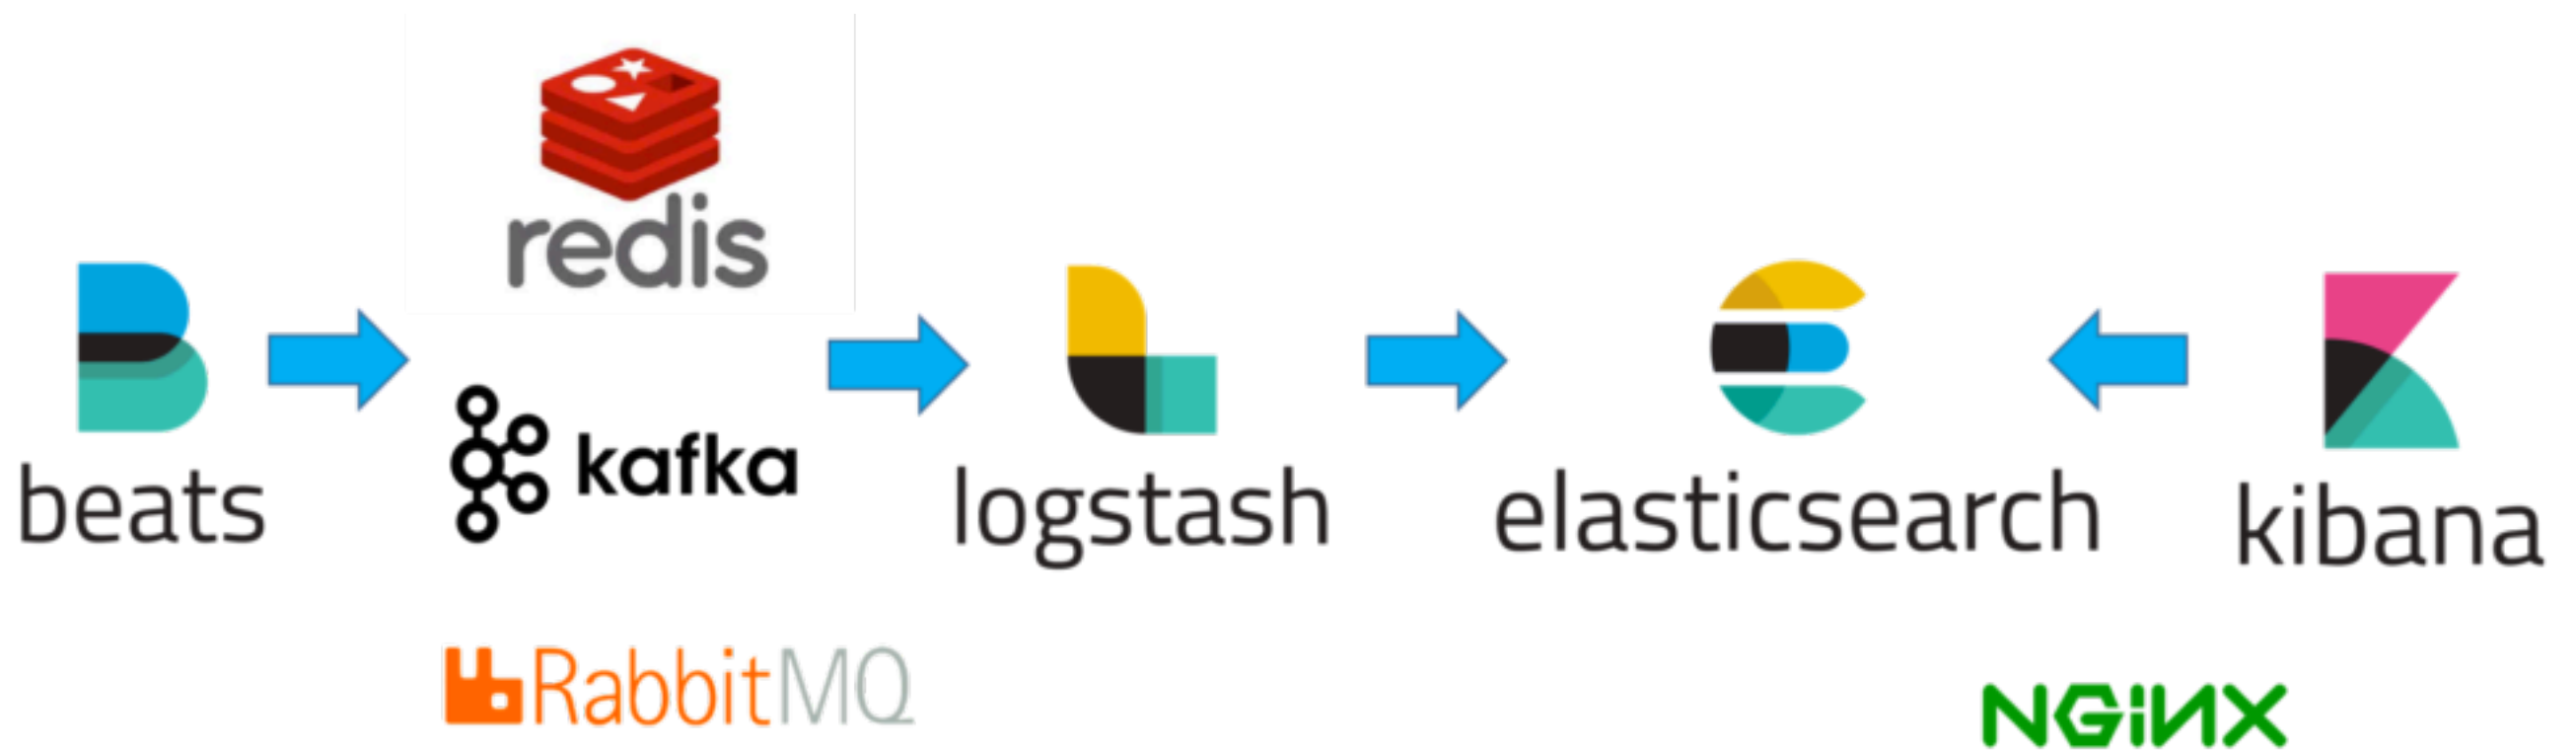 redis
beats
kafka
logstash
elasticsearch
kibana
RabbitMQ
NGINX